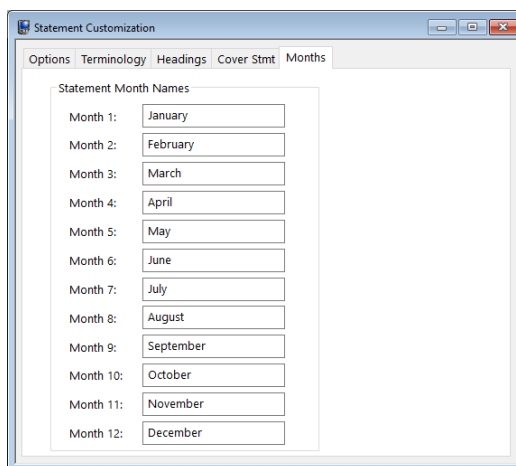 Statement Customization
Options Terminology Headings Cover Stmt Months
Statement Month Names
Month 1: January
Month 2: February
Month 3: March
Month 4: April
Month 5: May
Month 6: June
Month 7: July
Month 8: August
Month 9: September
Month 10: October
Month 11: November
Month 12: December